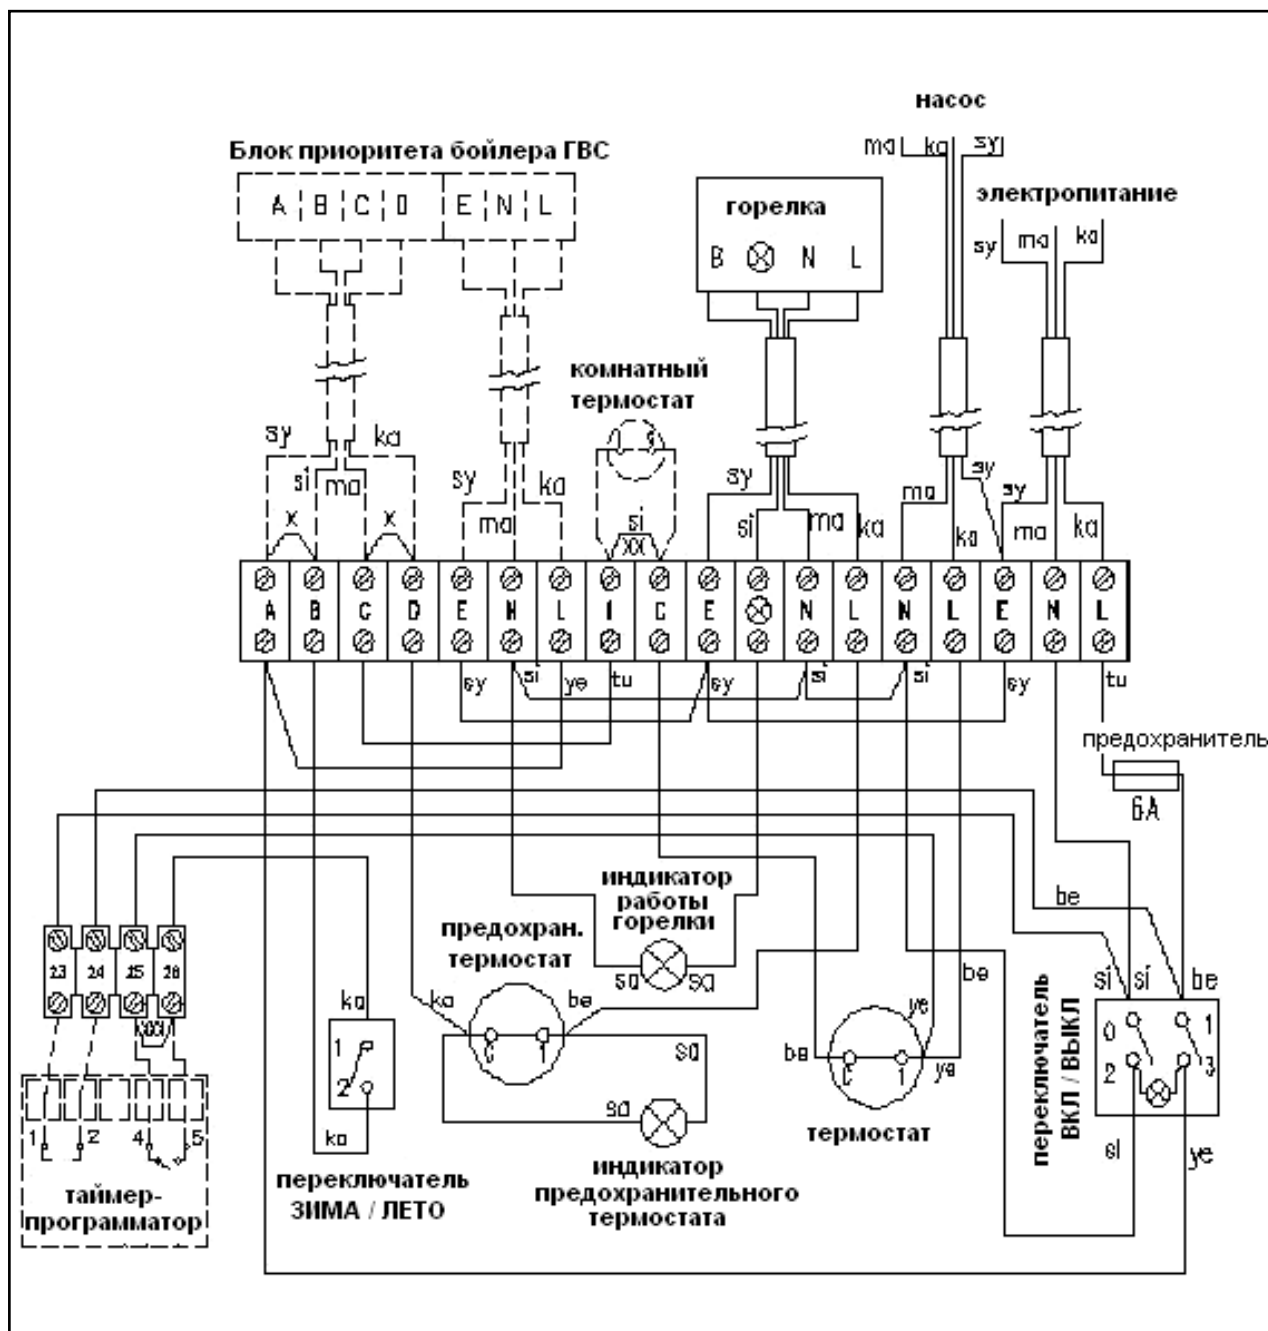 насос
Блок приоритета бойлера ГВС
ma ka sy
A B C D E N L
горелка
B N L
электропитание
sy ma ka
комнатный
термостат
sy ka
si ma
sy ka
ma
si
XX
X X
sy
si ma ka
ma sy
ka
sy ma ka
A B C D E N L 1 C E N L N L E N L
sy si ye tu sy si si sy tu
предохранитель
6A
индикатор
работы
горелки
be
предохран.
термостат
sa sa
23 24 25 26
XXX
ka
ka be
be
si si be
переключатель
ВКЛ / ВЫКЛ
1
2
C 1
sa
ye
be C 1 ye
0 1
2 3
sa
термостат
1 2 4 5
ka
si ye
таймер-
программатор
переключатель
ЗИМА / ЛЕТО
индикатор
предохранительного
термостата